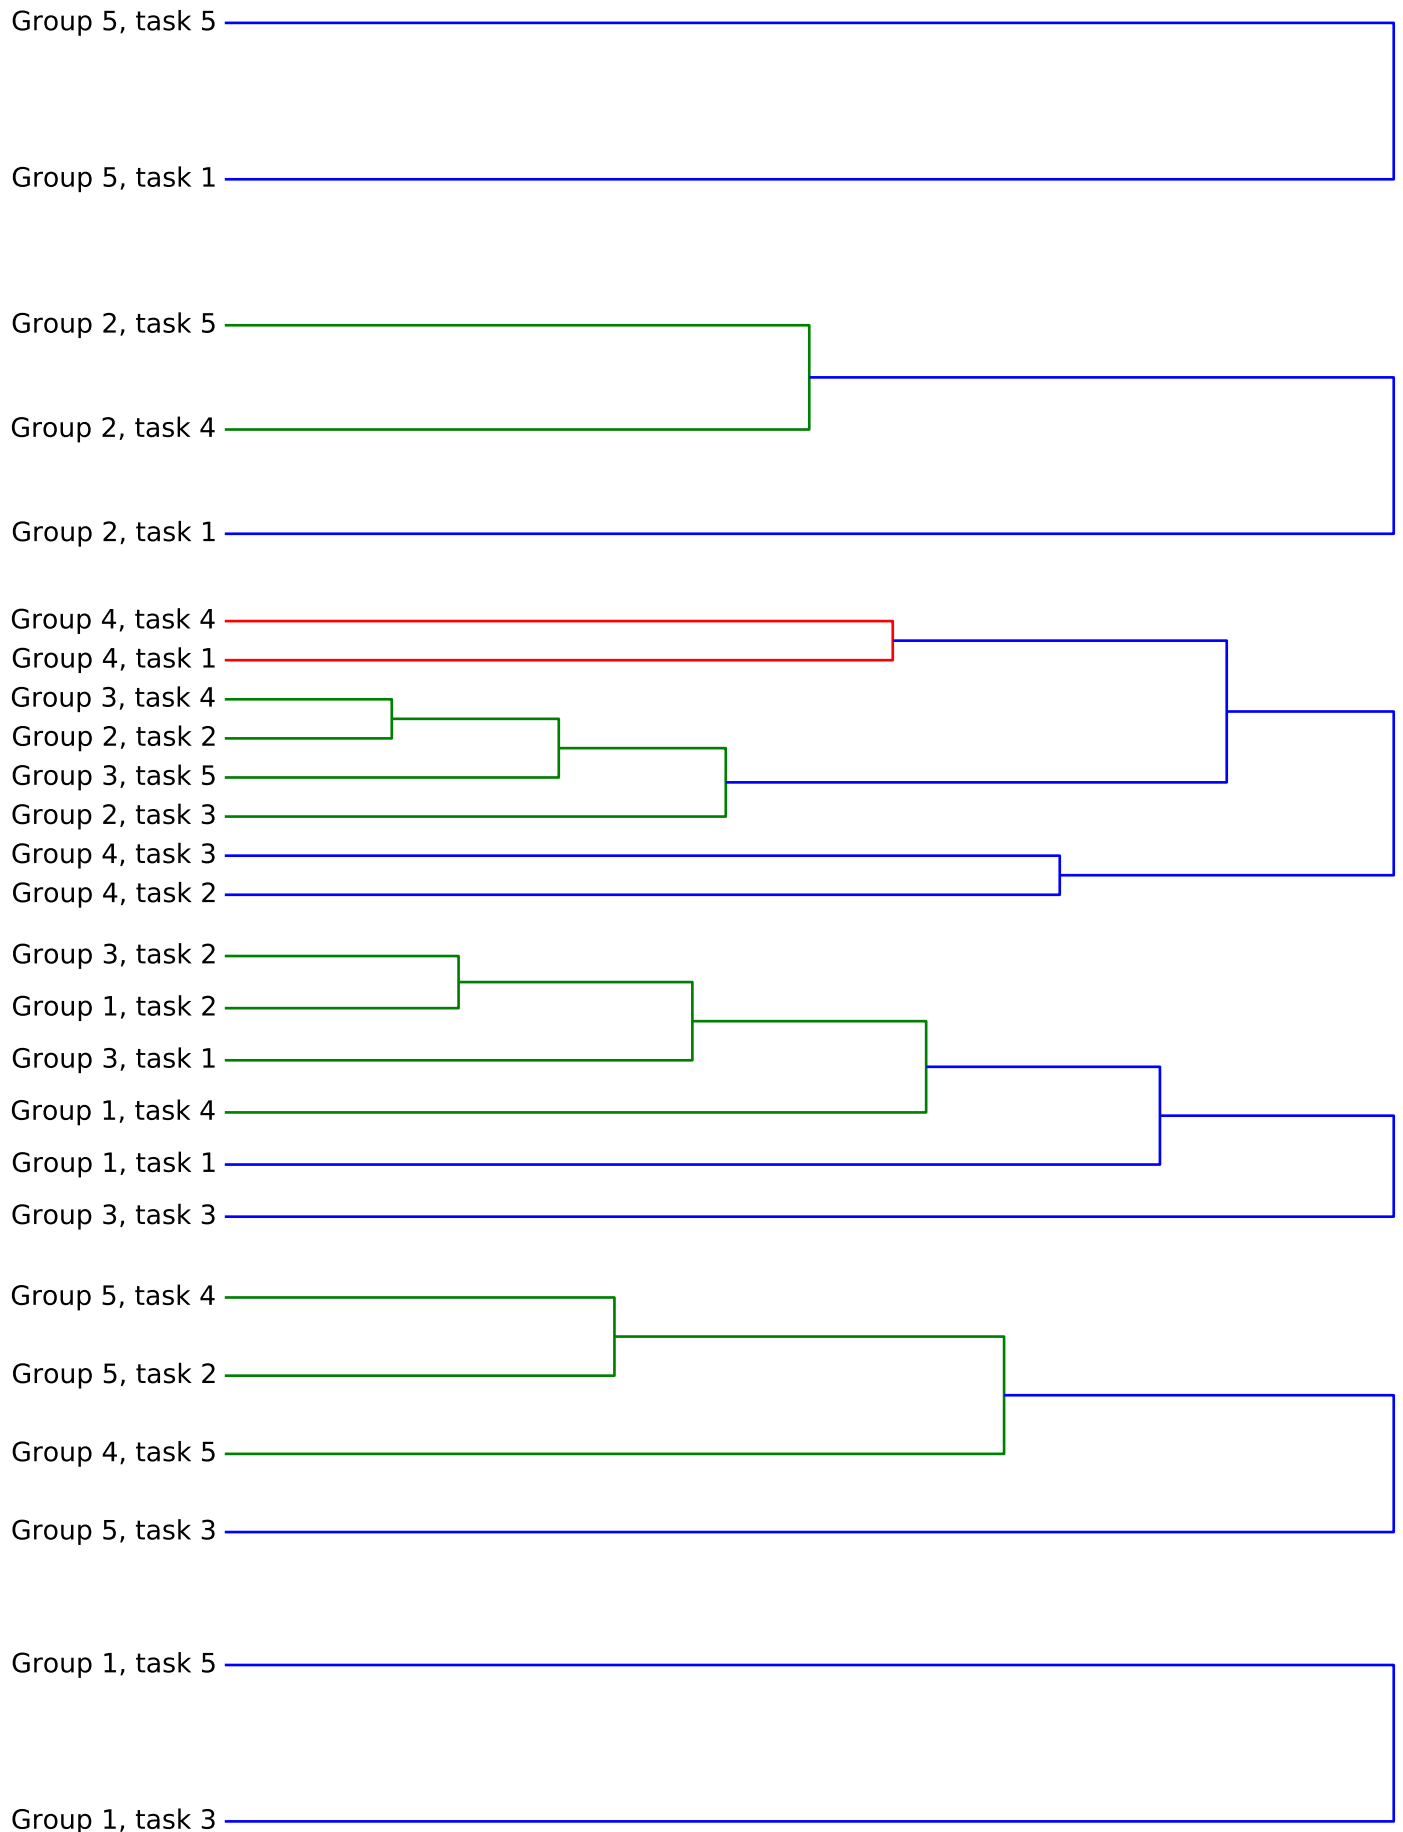 Group 5, task 5
Group 5, task 1
Group 2, task 5
Group 2, task 4
Group 2, task 1
Group 4, task 4
Group 4, task 1
Group 3, task 4
Group 2, task 2
Group 3, task 5
Group 2, task 3
Group 4, task 3
Group 4, task 2
Group 3, task 2
Group 1, task 2
Group 3, task 1
Group 1, task 4
Group 1, task 1
Group 3, task 3
Group 5, task 4
Group 5, task 2
Group 4, task 5
Group 5, task 3
Group 1, task 5
Group 1, task 3